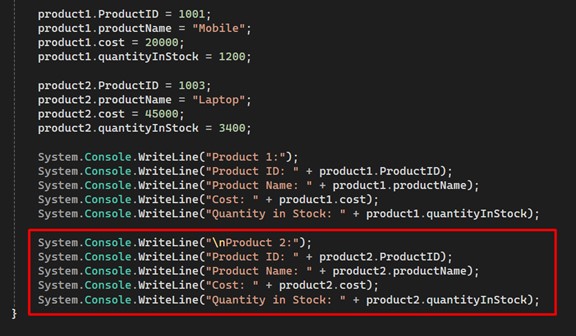 product1.ProductID = 1001;
product1.productName = "Mobile";
product1.cost = 20000;
product1.quantityInStock = 1200;
product2.ProductID = 1003;
product2.productName = "Laptop";
product2.cost = 45000;
product2.quantityInStock = 3400;
System.Console.WriteLine("Product 1:");
System.Console.WriteLine("Product ID: " + product1.ProductID);
System.Console.WriteLine("Product Name: " + product1.productName);
System.Console.WriteLine("Cost: " + product1.cost);
System.Console.WriteLine("Quantity in Stock: " + product1.quantityInStock);
System.Console.WriteLine("\nProduct 2:");
System.Console.WriteLine("Product ID: " + product2.ProductID);
System.Console.WriteLine("Product Name: " + product2.productName);
System.Console.WriteLine("Cost: " + product2.cost);
System.Console.WriteLine("Quantity in Stock: " + product2.quantityInStock);
}